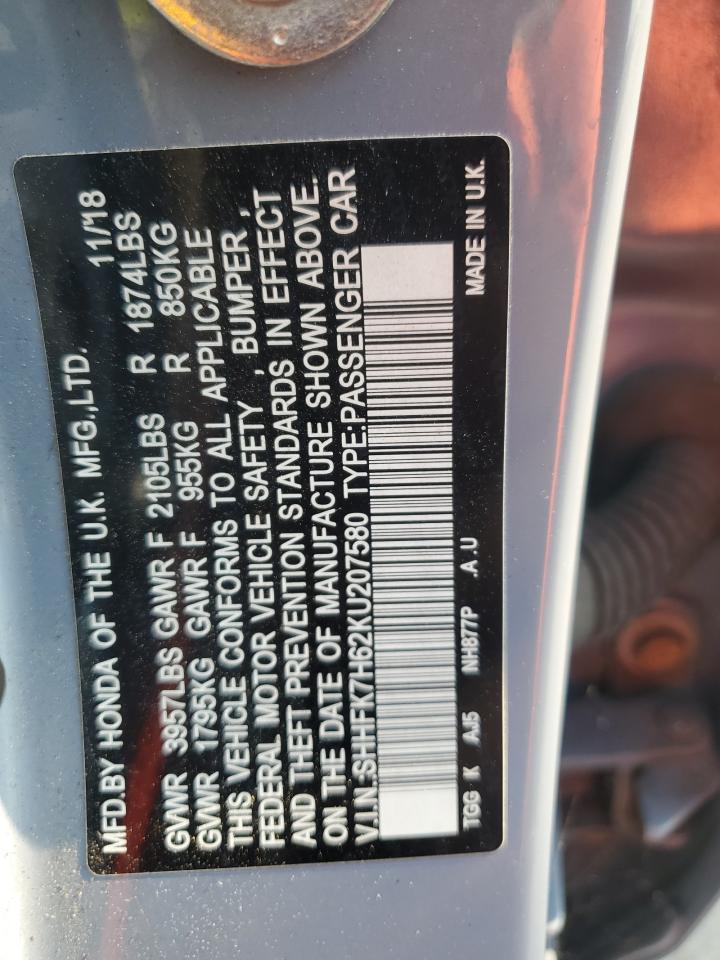 MFD.BY HONDA OF THE U.K. MFG.,LTD. 11/18
GVWR 3957LBS GAWR F 2105LBS R 1874LBS
GVWR 1795KG GAWR F 955KG R 850KG
THIS VEHICLE CONFORMS TO ALL APPLICABLE
FEDERAL MOTOR VEHICLE SAFETY , BUMPER ,
AND THEFT PREVENTION STANDARDS IN EFFECT
ON THE DATE OF MANUFACTURE SHOWN ABOVE.
V.I.N.:SHHFK7H62KU207580 TYPE:PASSENGER CAR
TGG K AJ5 NH877P .A .U MADE IN U.K.